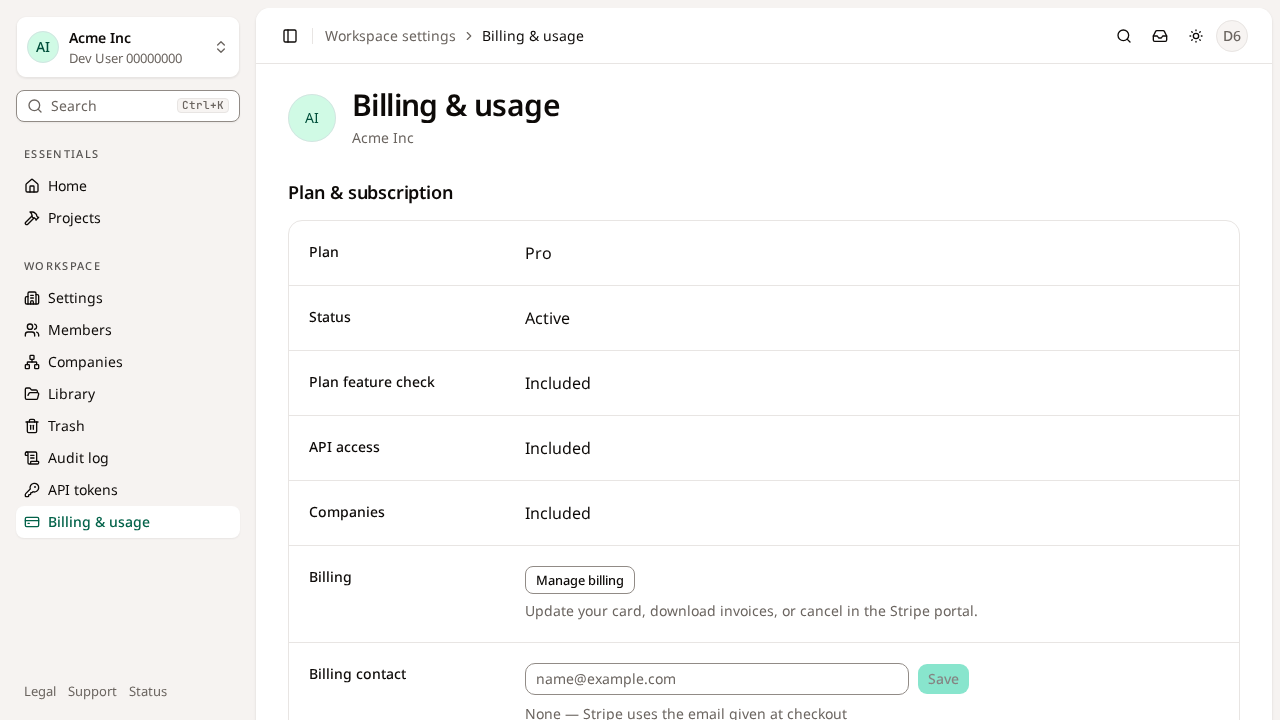 AI
Acme Inc
Dev User 00000000
Search
Ctrl+K
ESSENTIALS
Home
Projects
WORKSPACE
Settings
Members
Companies
Library
Trash
Audit log
API tokens
Billing & usage
Legal Support Status
Workspace settings > Billing & usage
D6
AI
Billing & usage
Acme Inc
Plan & subscription
Plan Pro
Status Active
Plan feature check Included
API access Included
Companies Included
Billing Manage billing
Update your card, download invoices, or cancel in the Stripe portal.
Billing contact name@example.com Save
None — Stripe uses the email given at checkout